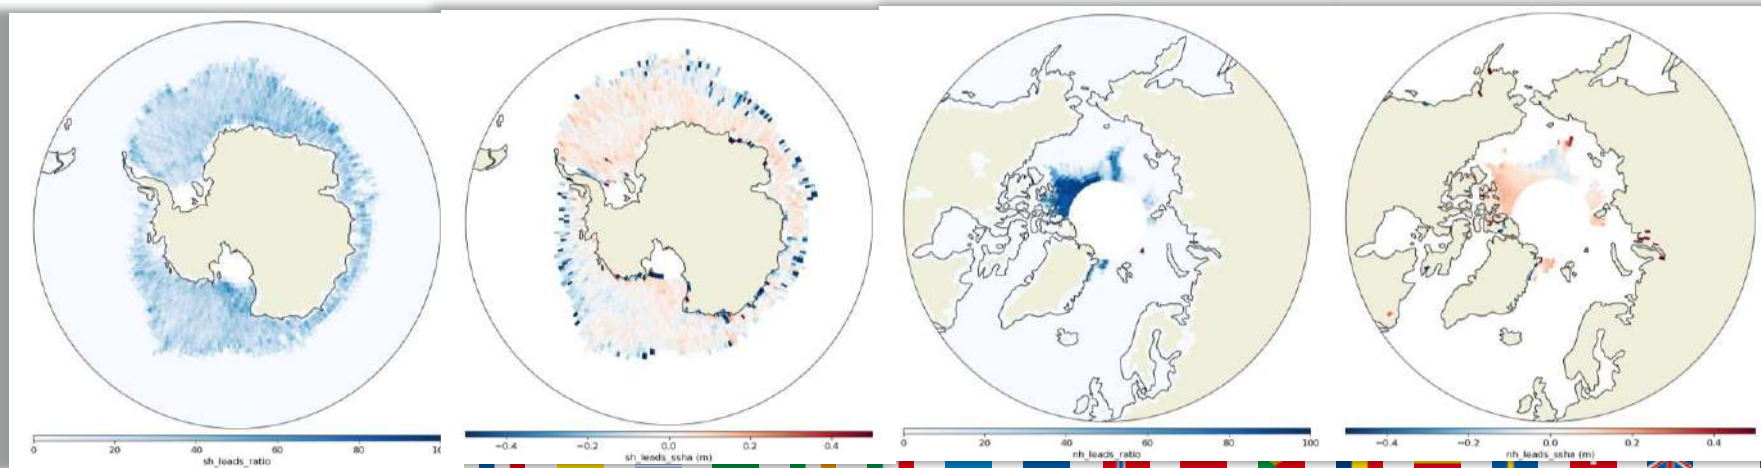 0 20 40 60 80 10
sh_leads_ratio
−0.4 −0.2 0.0 0.2 0.4
sh_leads_ssha (m)
0 20 40 60 80 100
nh_leads_ratio
−0.4 −0.2 0.0 0.2 0.4
nh_leads_ssha (m)